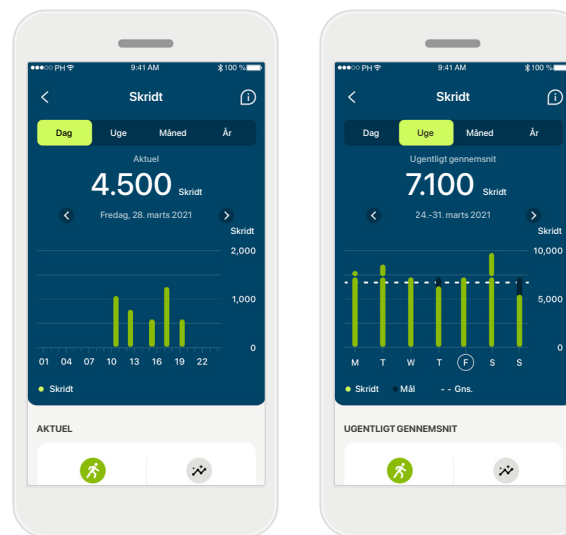 PH 9:41 AM 100 %
Skridt
Dag Uge Måned År
Aktuel
4.500 Skridt
Fredag, 28. marts 2021
Skridt
2,000
1,000
0
01 04 07 10 13 16 19 22
Skridt
AKTUEL
PH 9:41 AM 100 %
Skridt
Dag Uge Måned År
Ugentligt gennemsnit
7.100 Skridt
24.-31. marts 2021
Skridt
10,000
5,000
0
M T W T F S S
Skridt Mål - - Gns.
UGENTLIGT GENNEMSNIT